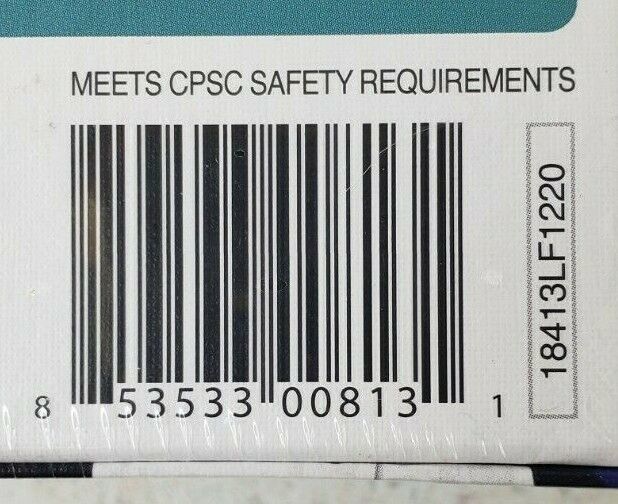 MEETS CPSC SAFETY REQUIREMENTS
8 53533 00813 1
18413LF1220